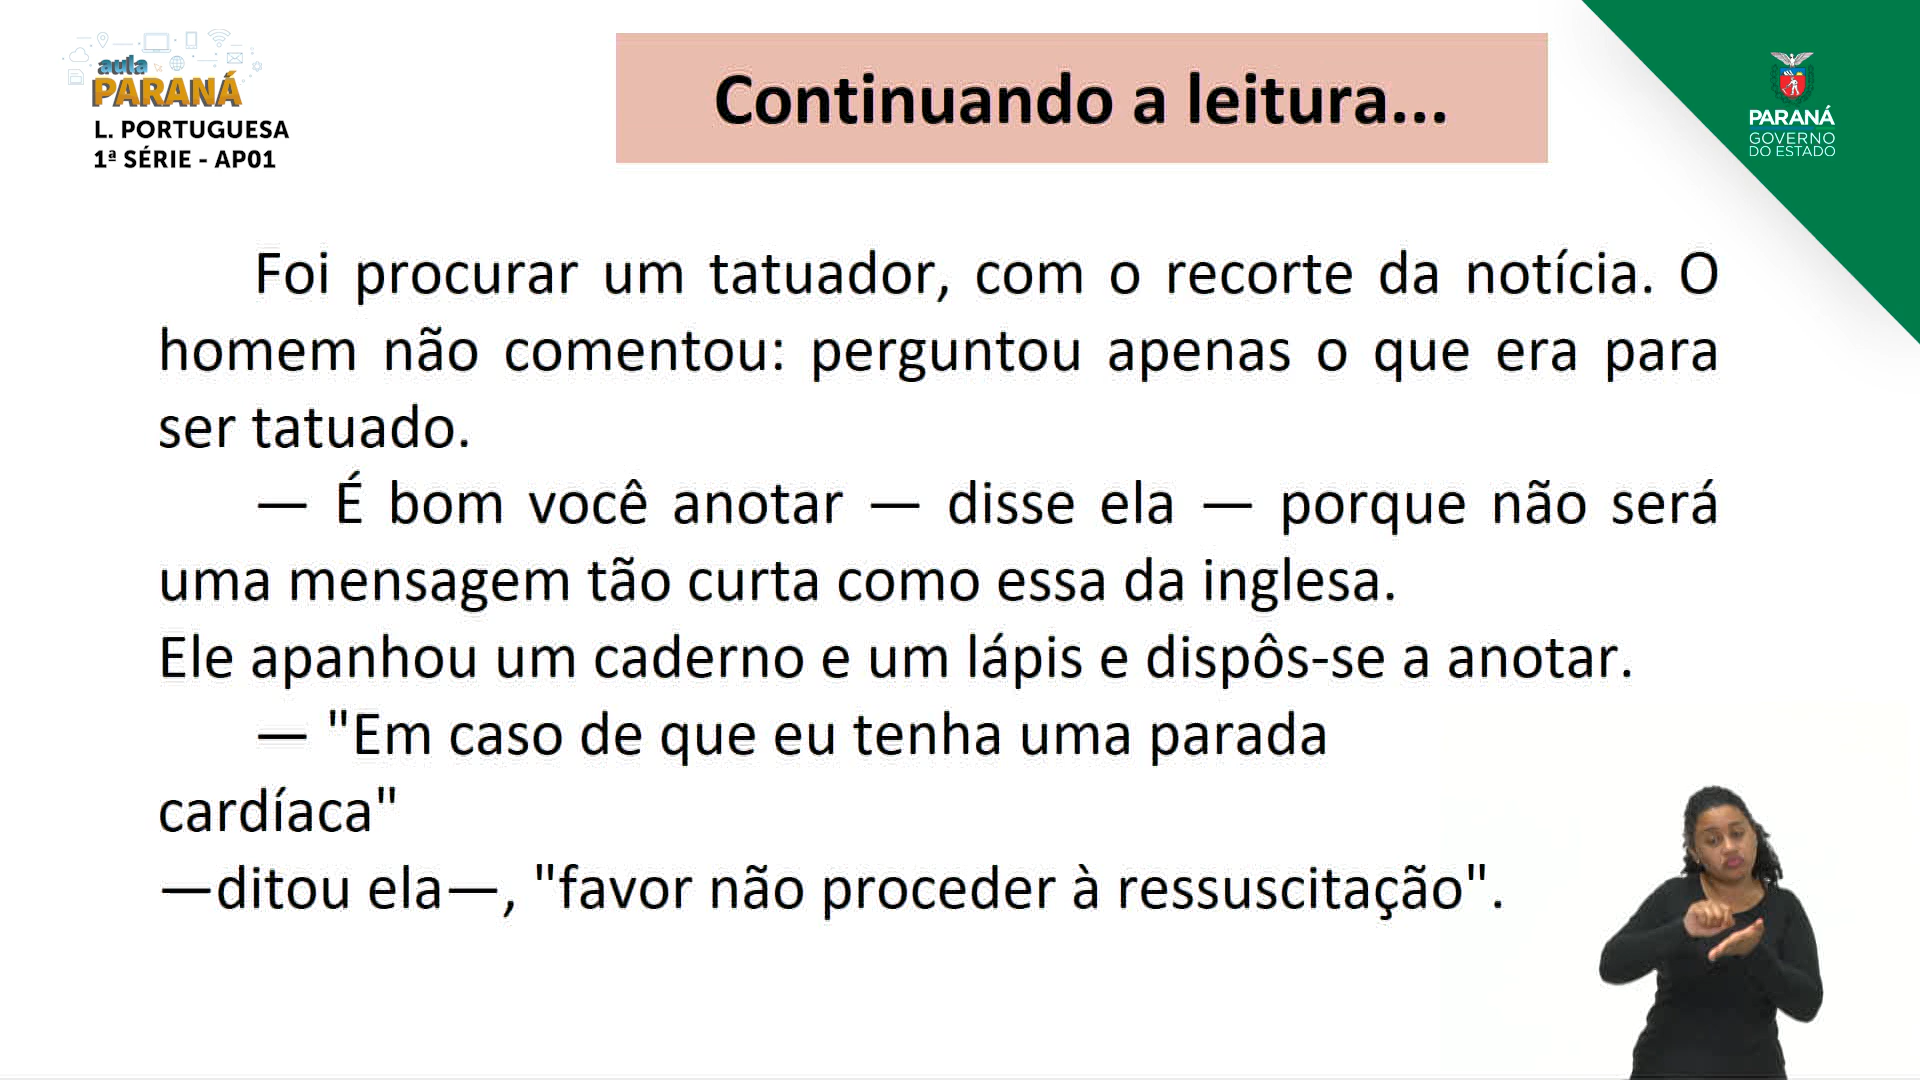 aula
PARANÁ
L. PORTUGUESA
1ª SÉRIE - AP01
Continuando a leitura...
PARANÁ
GOVERNO
DO ESTADO
Foi procurar um tatuador, com o recorte da notícia. O
homem não comentou: perguntou apenas o que era para
ser tatuado.
— É bom você anotar — disse ela — porque não será
uma mensagem tão curta como essa da inglesa.
Ele apanhou um caderno e um lápis e dispôs-se a anotar.
— "Em caso de que eu tenha uma parada
cardíaca"
—ditou ela—, "favor não proceder à ressuscitação".